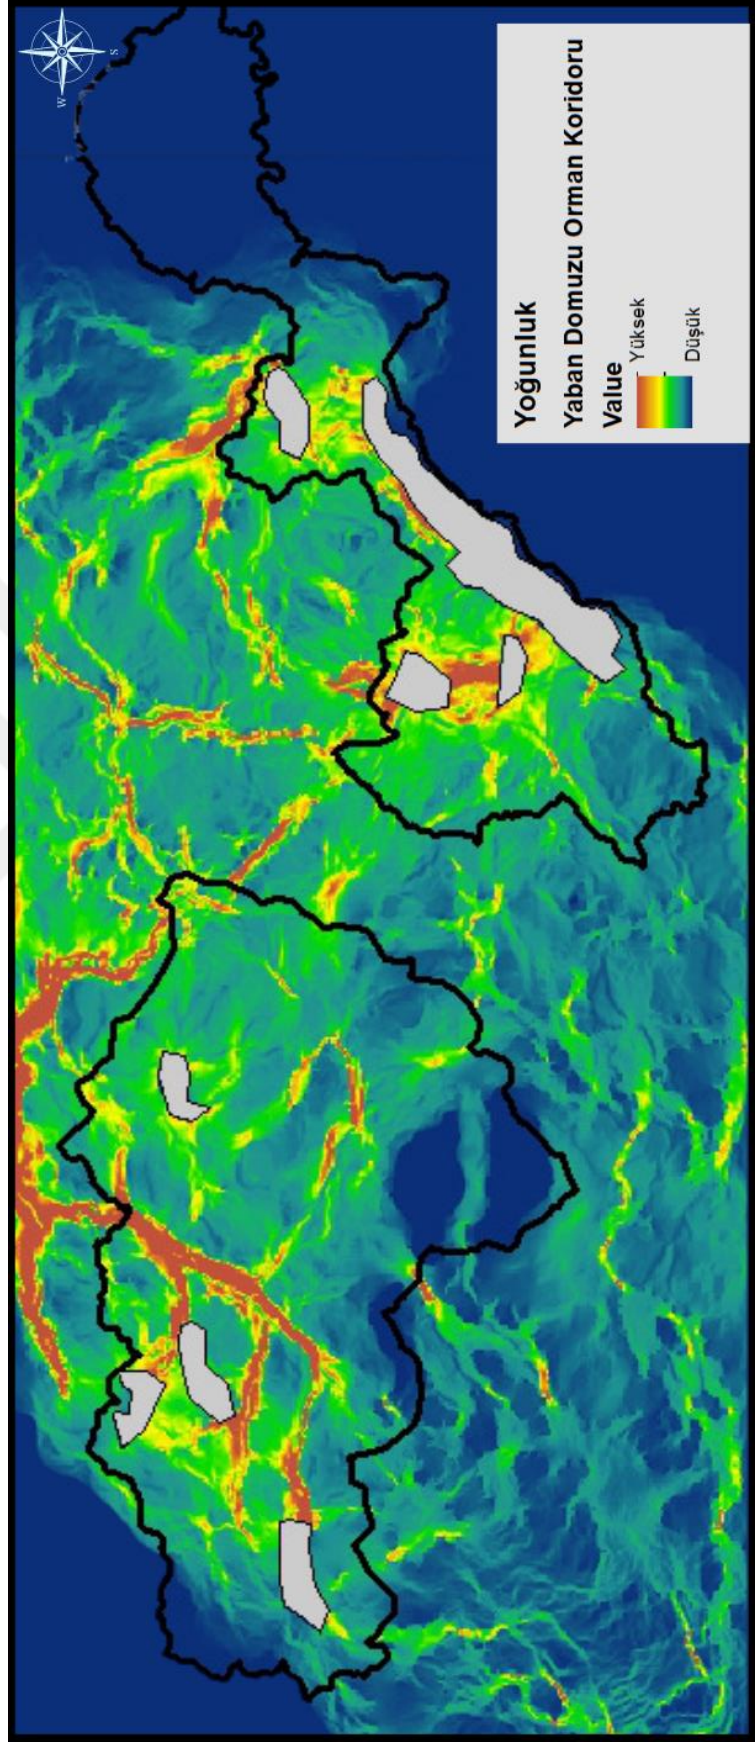 S
W
Yoğunluk
Yaban Domuzu Orman Koridoru
Value
Yüksek
Düşük